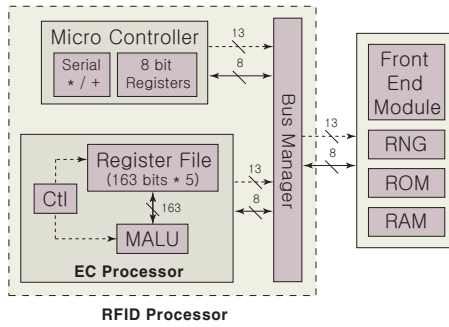 Micro Controller
Serial
* / +
8 bit
Registers
13
8
Bus Manager
Register File
(163 bits * 5)
Ctl
163
MALU
EC Processor
13
8
RFID Processor
13
8
Front
End
Module
RNG
ROM
RAM